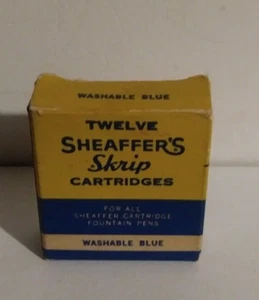 WASHABLE BLUE
TWELVE
SHEAFFER'S
Skrip
CARTRIDGES
FOR ALL
SHEAFFER CARTRIDGE
FOUNTAIN PENS
WASHABLE BLUE